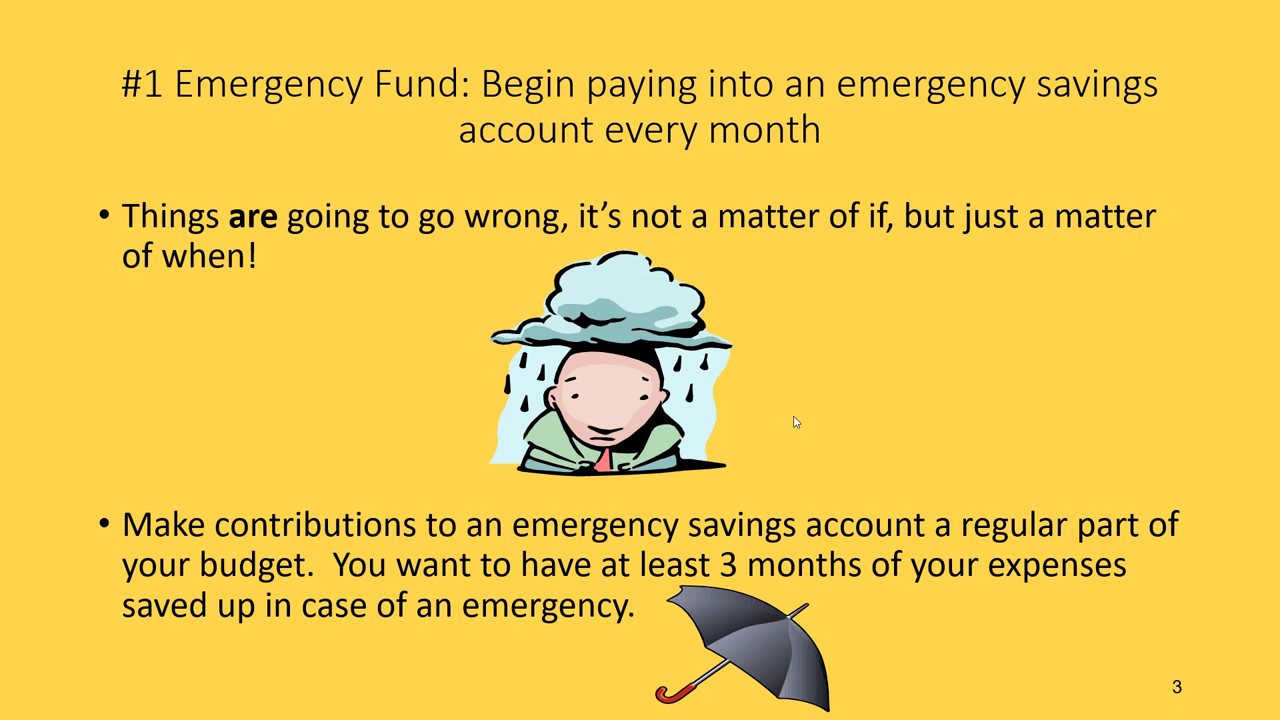 #1 Emergency Fund: Begin paying into an emergency savings
account every month
• Things are going to go wrong, it’s not a matter of if, but just a matter
of when!
• Make contributions to an emergency savings account a regular part of
your budget.  You want to have at least 3 months of your expenses
saved up in case of an emergency.
3